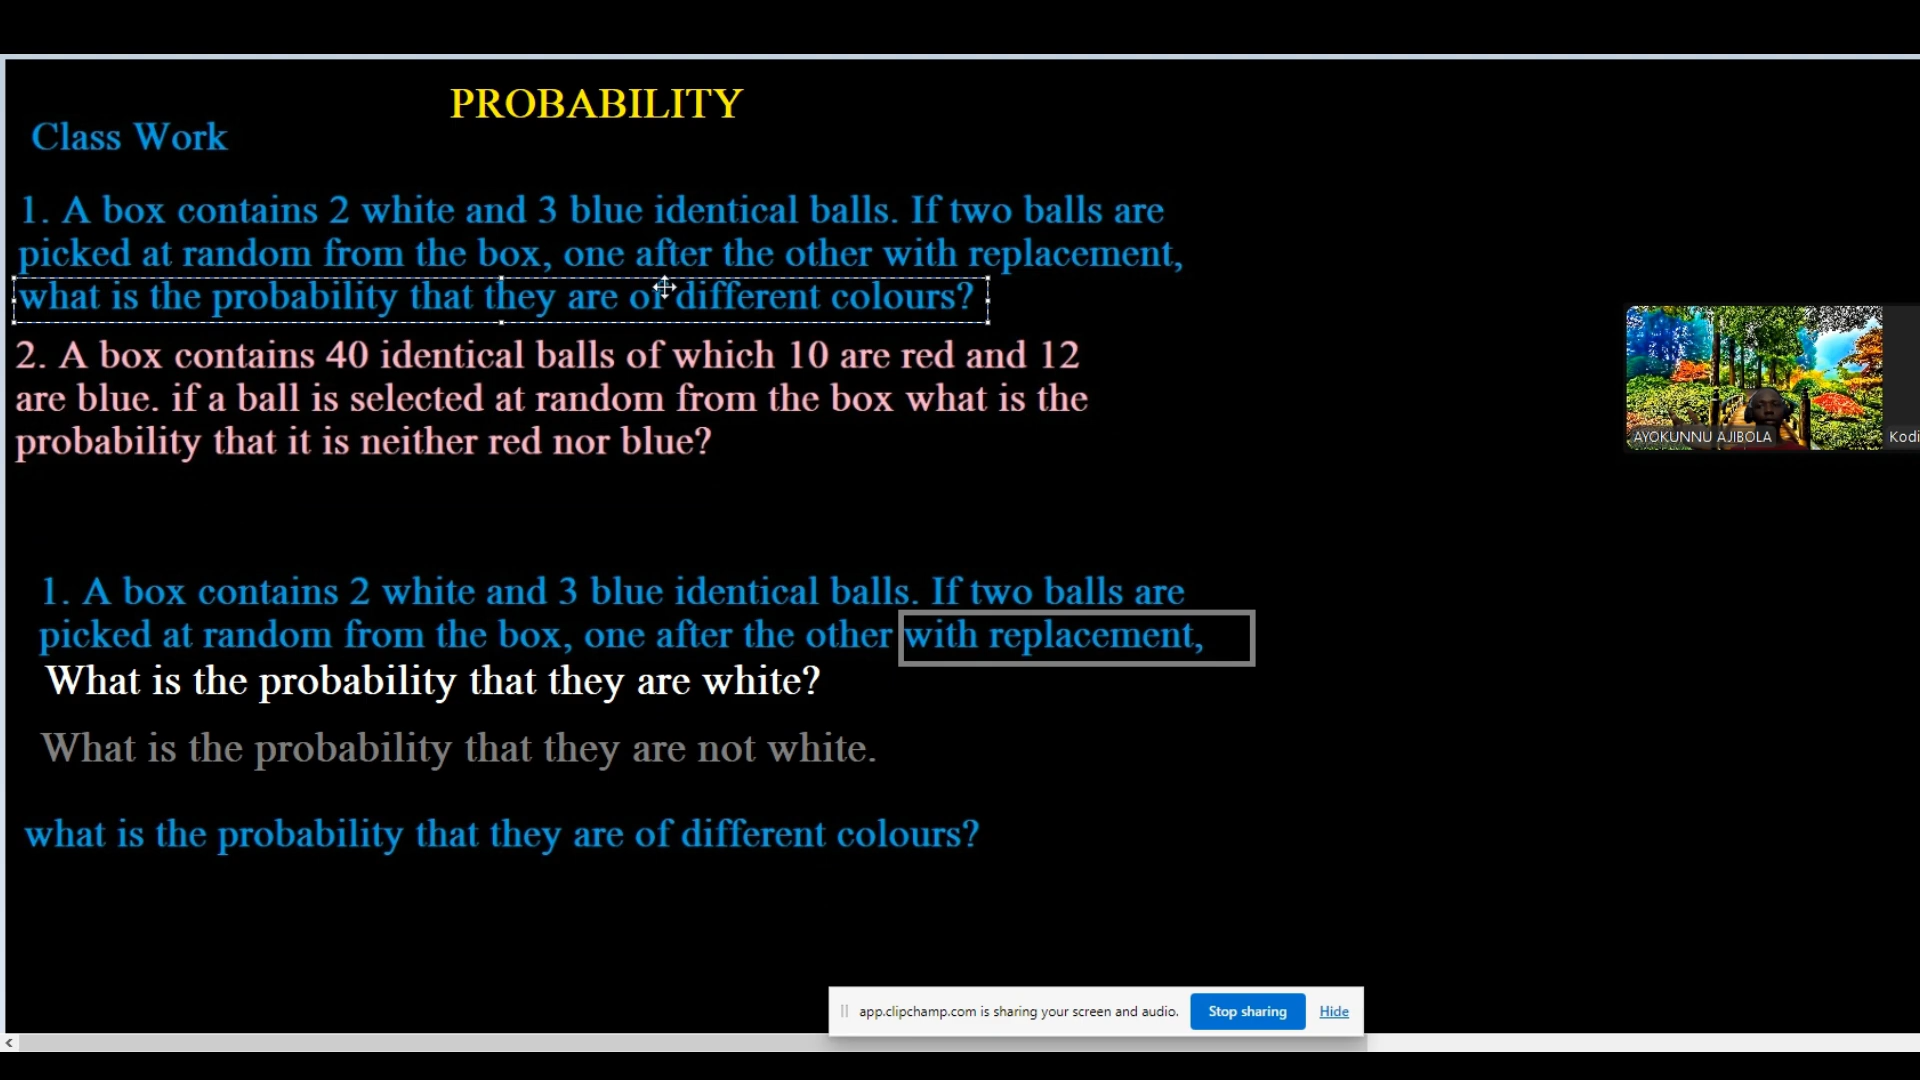 PROBABILITY
Class Work
1. A box contains 2 white and 3 blue identical balls. If two balls are
picked at random from the box, one after the other with replacement,
what is the probability that they are of different colours?
2. A box contains 40 identical balls of which 10 are red and 12
are blue. if a ball is selected at random from the box what is the
probability that it is neither red nor blue?
AYOKUNNU AJIBOLA
Kodi
1. A box contains 2 white and 3 blue identical balls. If two balls are
picked at random from the box, one after the other with replacement,
What is the probability that they are white?
What is the probability that they are not white.
what is the probability that they are of different colours?
app.clipchamp.com is sharing your screen and audio. Stop sharing Hide